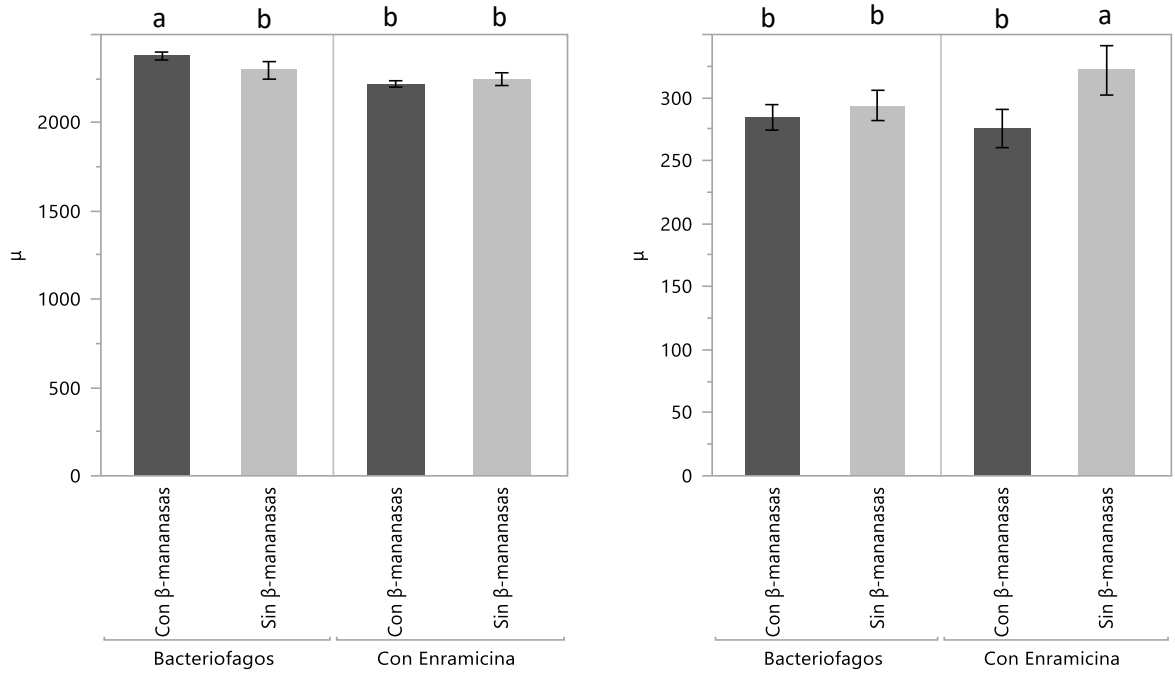 a b b b
2000
1500
1000
500
0
μ
Con β-mananasas
Sin β-mananasas
Con β-mananasas
Sin β-mananasas
Bacteriofagos
Con Enramicina
b b b a
300
250
200
150
100
50
0
μ
Con β-mananasas
Sin β-mananasas
Con β-mananasas
Sin β-mananasas
Bacteriofagos
Con Enramicina